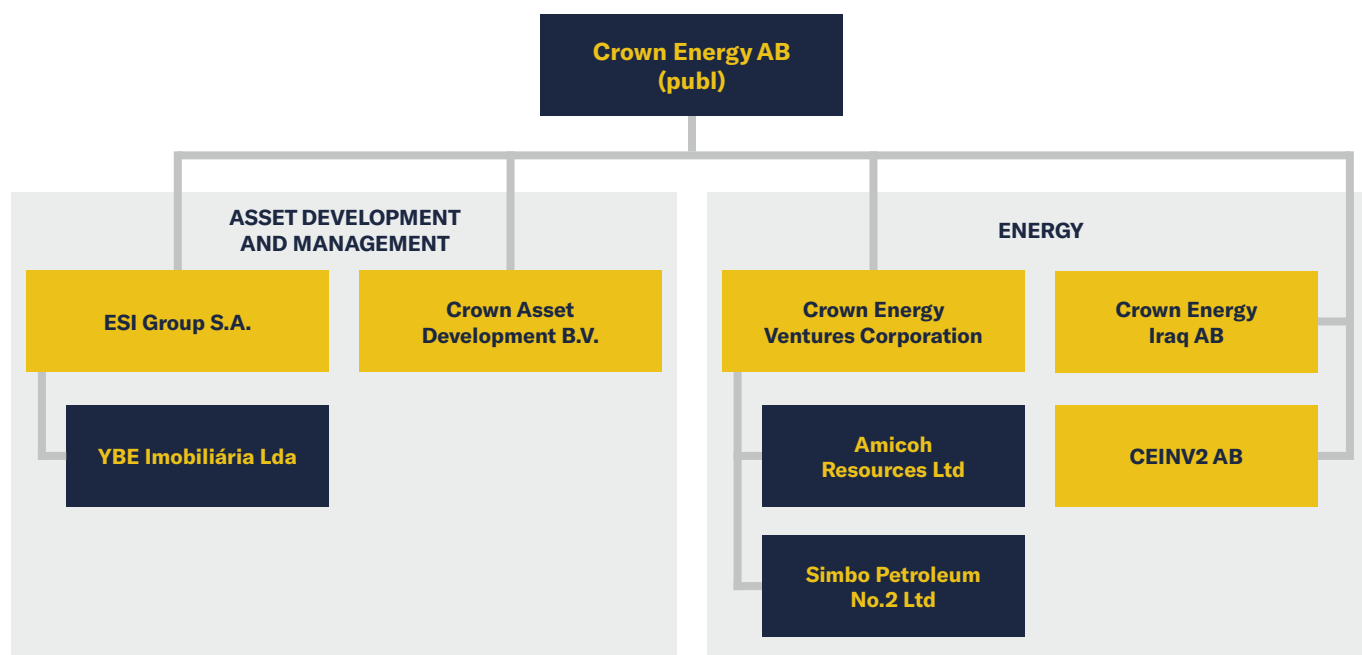 Crown Energy AB
(publ)
ASSET DEVELOPMENT
AND MANAGEMENT
ESI Group S.A.
Crown Asset
Development B.V.
YBE Imobiliária Lda
ENERGY
Crown Energy
Ventures Corporation
Crown Energy
Iraq AB
Amicoh
Resources Ltd
CEINV2 AB
Simbo Petroleum
No.2 Ltd